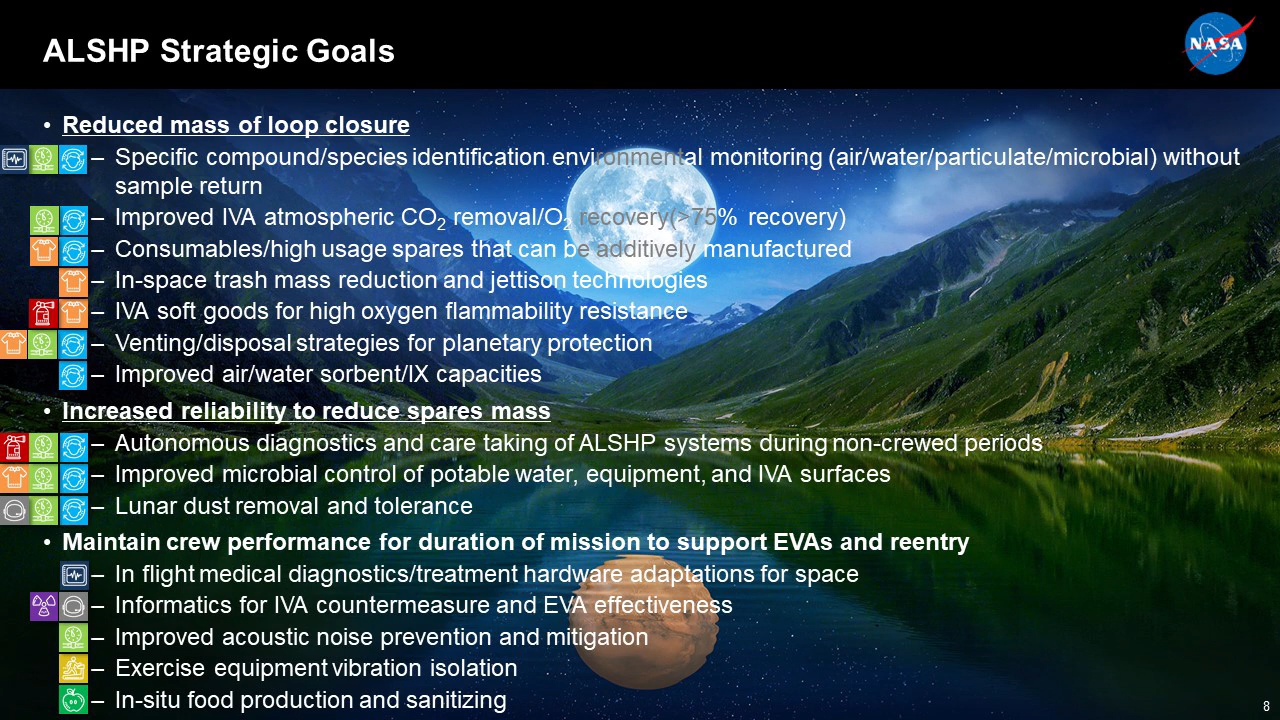 ALSHP Strategic Goals
NASA
• Reduced mass of loop closure
– Specific compound/species identification environmental monitoring (air/water/particulate/microbial) without
sample return
– Improved IVA atmospheric CO2 removal/O2 recovery(>75% recovery)
– Consumables/high usage spares that can be additively manufactured
– In-space trash mass reduction and jettison technologies
– IVA soft goods for high oxygen flammability resistance
– Venting/disposal strategies for planetary protection
– Improved air/water sorbent/IX capacities
• Increased reliability to reduce spares mass
– Autonomous diagnostics and care taking of ALSHP systems during non-crewed periods
– Improved microbial control of potable water, equipment, and IVA surfaces
– Lunar dust removal and tolerance
• Maintain crew performance for duration of mission to support EVAs and reentry
– In flight medical diagnostics/treatment hardware adaptations for space
– Informatics for IVA countermeasure and EVA effectiveness
– Improved acoustic noise prevention and mitigation
– Exercise equipment vibration isolation
– In-situ food production and sanitizing
8